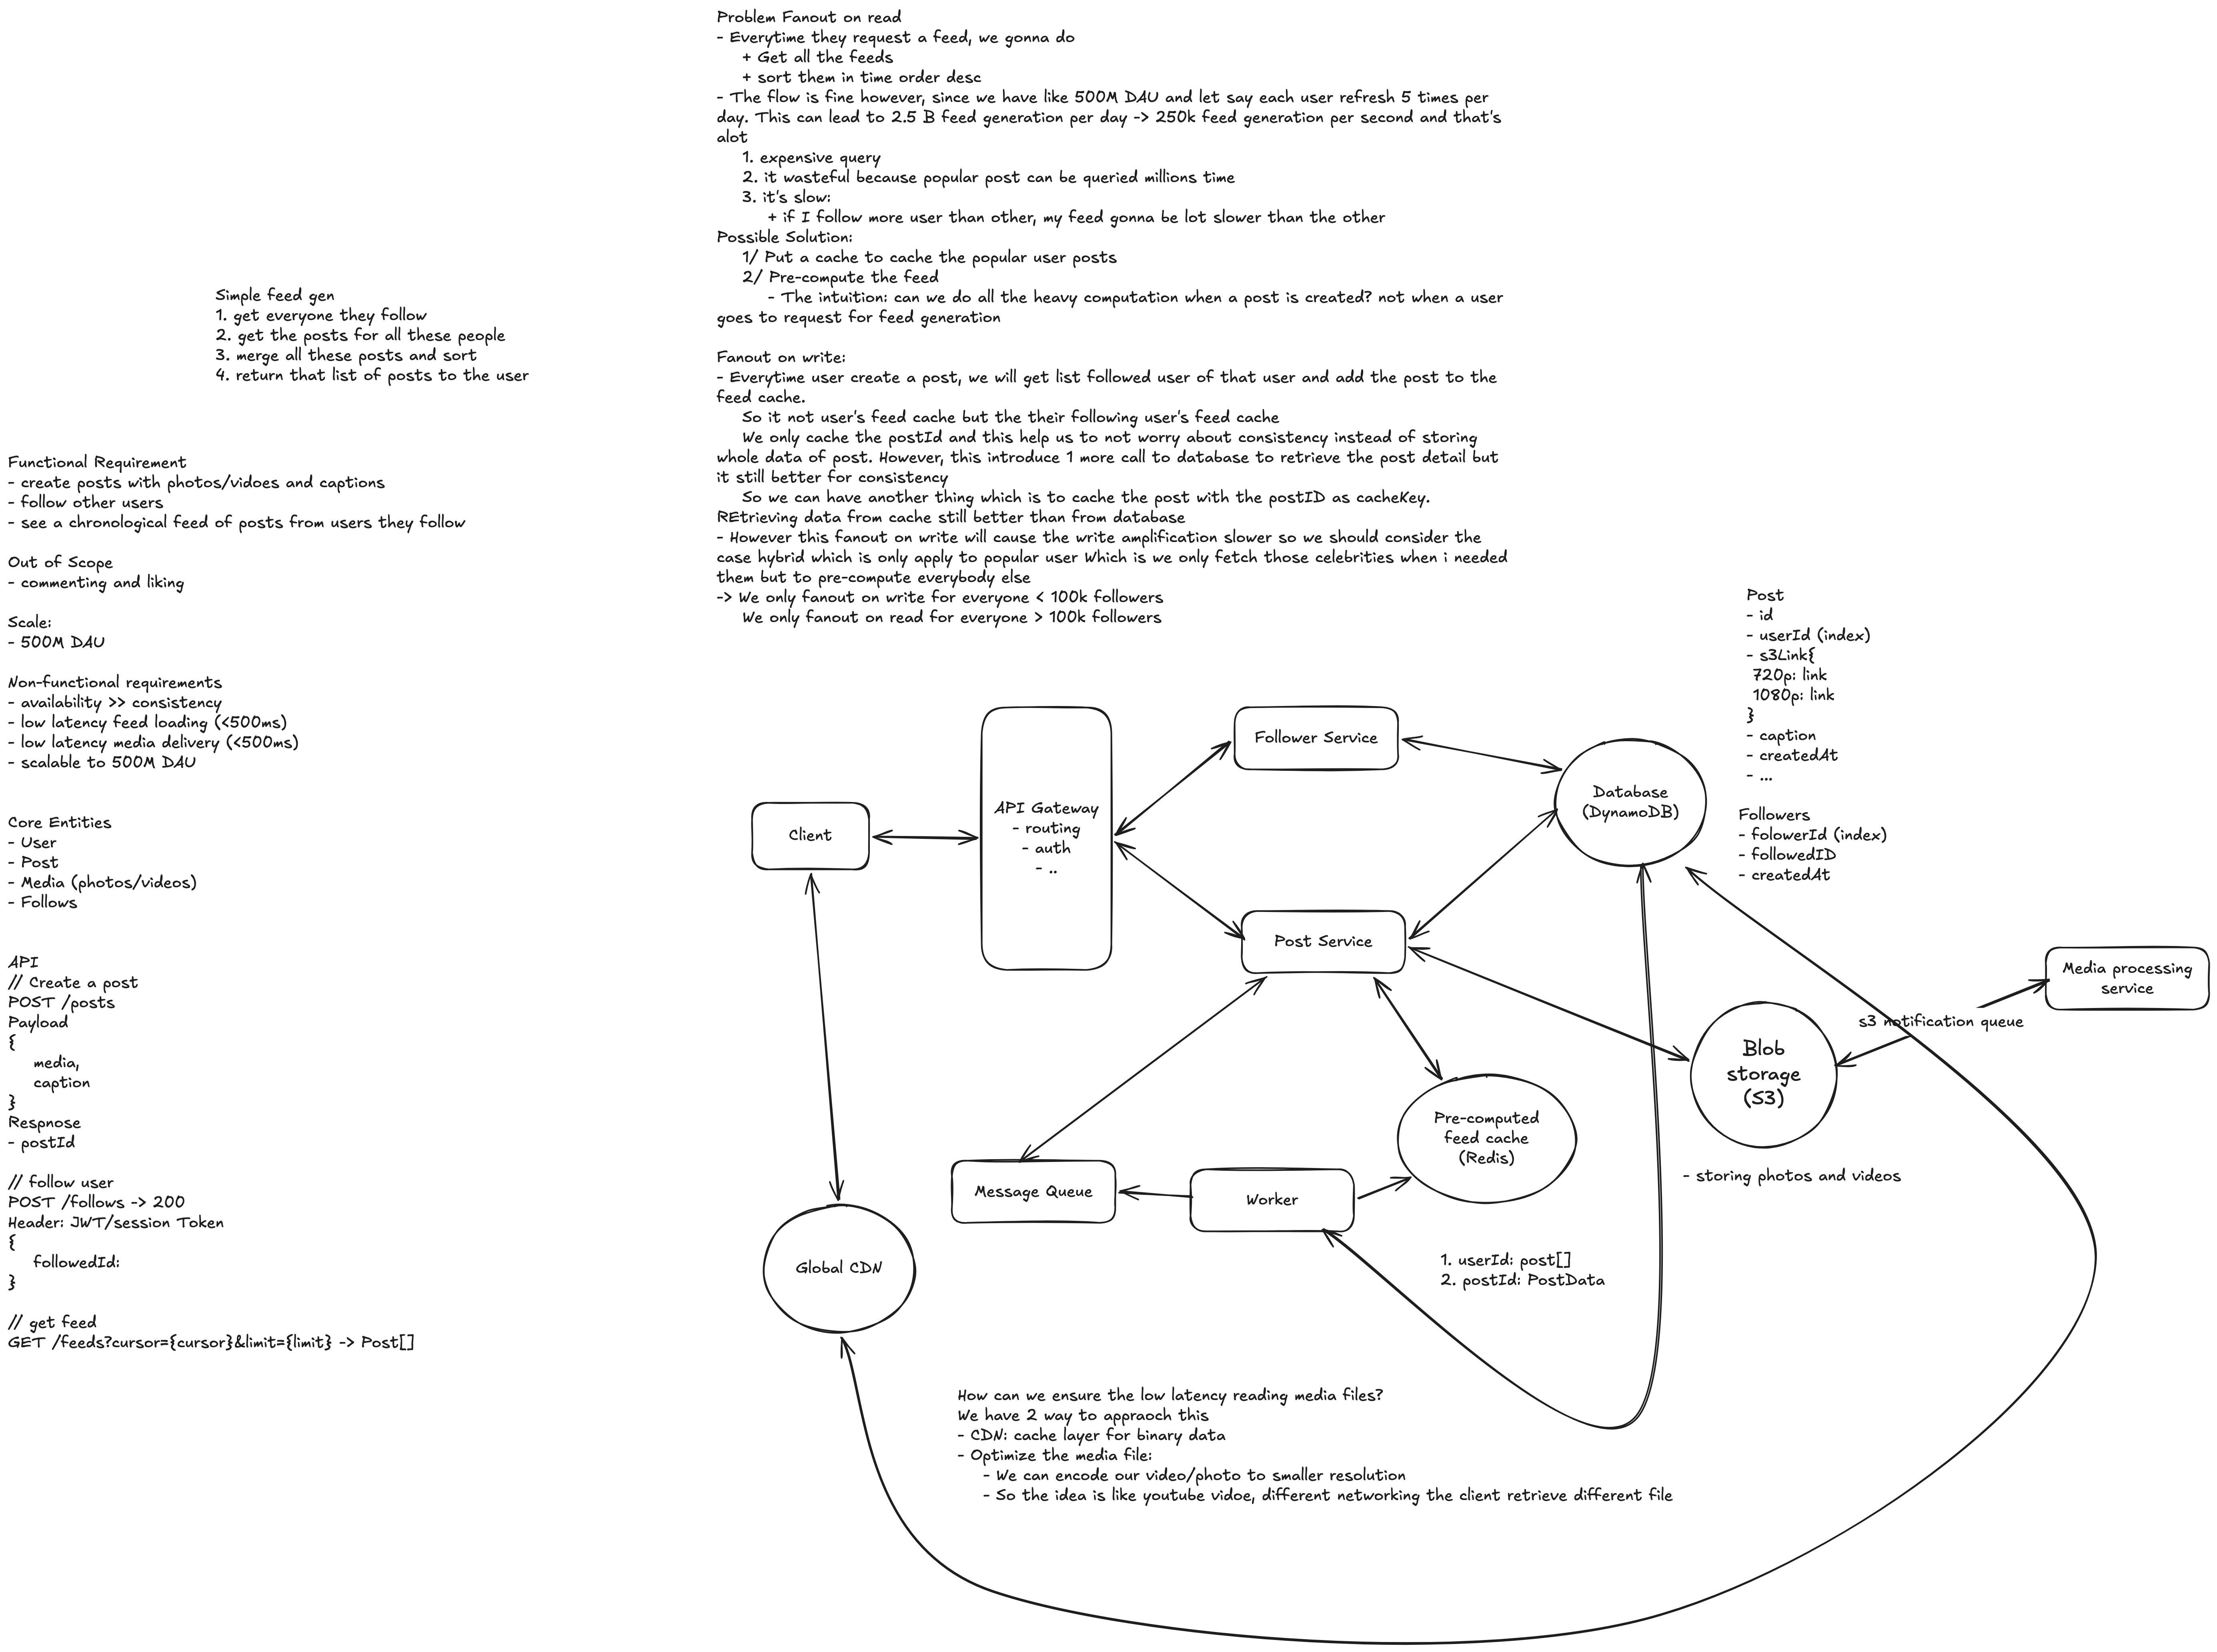 Problem Fanout on read
- Everytime they request a feed, we gonna do
+ Get all the feeds
+ sort them in time order desc
- The flow is fine however, since we have like 500M DAU and let say each user refresh 5 times per
day. This can lead to 2.5 B feed generation per day -> 250k feed generation per second and that's
alot
1. expensive query
2. it wasteful because popular post can be queried millions time
3. it's slow:
+ if I follow more user than other, my feed gonna be lot slower than the other
Possible Solution:
1/ Put a cache to cache the popular user posts
2/ Pre-compute the feed
- The intuition: can we do all the heavy computation when a post is created? not when a user
goes to request for feed generation
Fanout on write:
- Everytime user create a post, we will get list followed user of that user and add the post to the
feed cache.
So it not user's feed cache but the their following user's feed cache
We only cache the postId and this help us to not worry about consistency instead of storing
whole data of post. However, this introduce 1 more call to database to retrieve the post detail but
it still better for consistency
So we can have another thing which is to cache the post with the postID as cacheKey.
REtrieving data from cache still better than from database
- However this fanout on write will cause the write amplification slower so we should consider the
case hybrid which is only apply to popular user Which is we only fetch those celebrities when i needed
them but to pre-compute everybody else
-> We only fanout on write for everyone < 100k followers
We only fanout on read for everyone > 100k followers
Simple feed gen
1. get everyone they follow
2. get the posts for all these people
3. merge all these posts and sort
4. return that list of posts to the user
Functional Requirement
- create posts with photos/vidoes and captions
- follow other users
- see a chronological feed of posts from users they follow
Out of Scope
- commenting and liking
Scale:
- 500M DAU
Non-functional requirements
- availability >> consistency
- low latency feed loading (<500ms)
- low latency media delivery (<500ms)
- scalable to 500M DAU
Core Entities
- User
- Post
- Media (photos/videos)
- Follows
API
// Create a post
POST /posts
Payload
{
media,
caption
}
Respnose
- postId
// follow user
POST /follows -> 200
Header: JWT/session Token
{
followedId:
}
// get feed
GET /feeds?cursor={cursor}&limit={limit} -> Post[]
Client
API Gateway
- routing
- auth
- ..
Follower Service
Post Service
Database
(DynamoDB)
Post
- id
- userId (index)
- s3Link{
720p: link
1080p: link
}
- caption
- createdAt
- ...
Followers
- folowerId (index)
- followedID
- createdAt
Media processing
service
s3 notification queue
Blob
storage
(S3)
- storing photos and videos
Pre-computed
feed cache
(Redis)
Message Queue
Worker
1. userId: post[]
2. postId: PostData
Global CDN
How can we ensure the low latency reading media files?
We have 2 way to appraoch this
- CDN: cache layer for binary data
- Optimize the media file:
- We can encode our video/photo to smaller resolution
- So the idea is like youtube vidoe, different networking the client retrieve different file